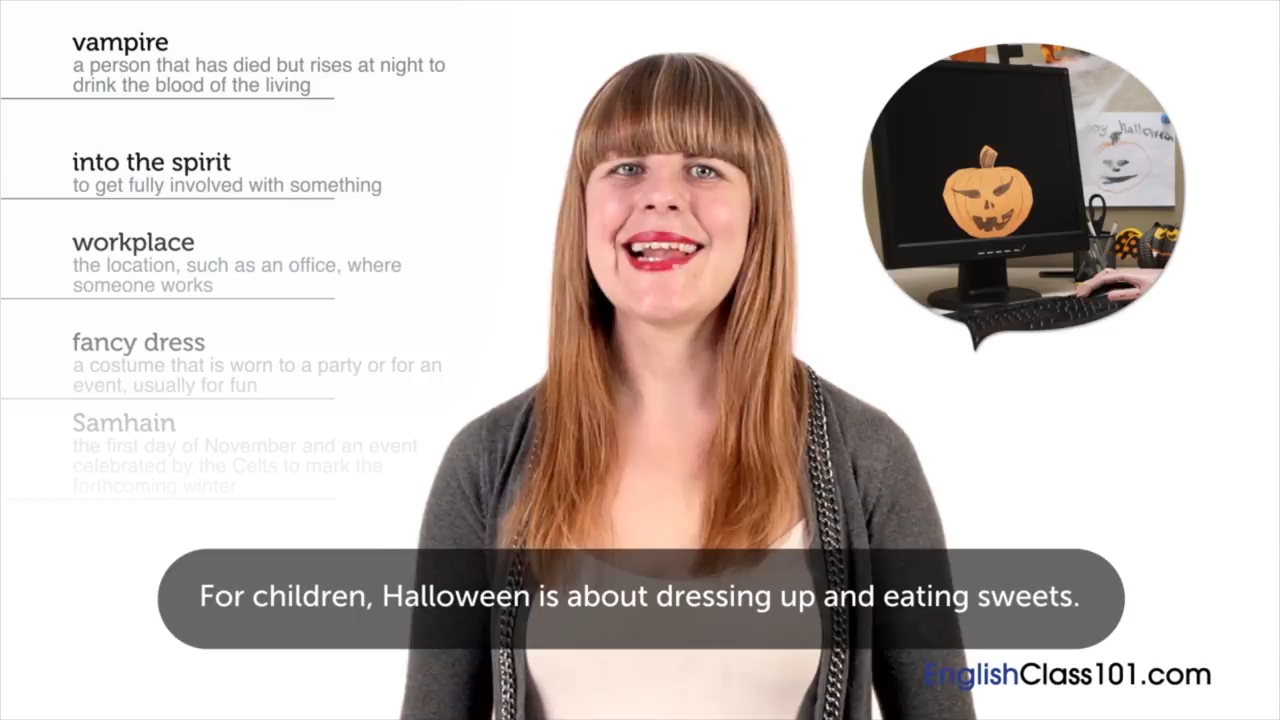 vampire
a person that has died but rises at night to
drink the blood of the living
into the spirit
to get fully involved with something
workplace
the location, such as an office, where
someone works
fancy dress
a costume that is worn to a party or for an
event, usually for fun
Samhain
the first day of November and an event
celebrated by the Celts to mark the
forthcoming winter
Halloween
For children, Halloween is about dressing up and eating sweets.
EnglishClass101.com